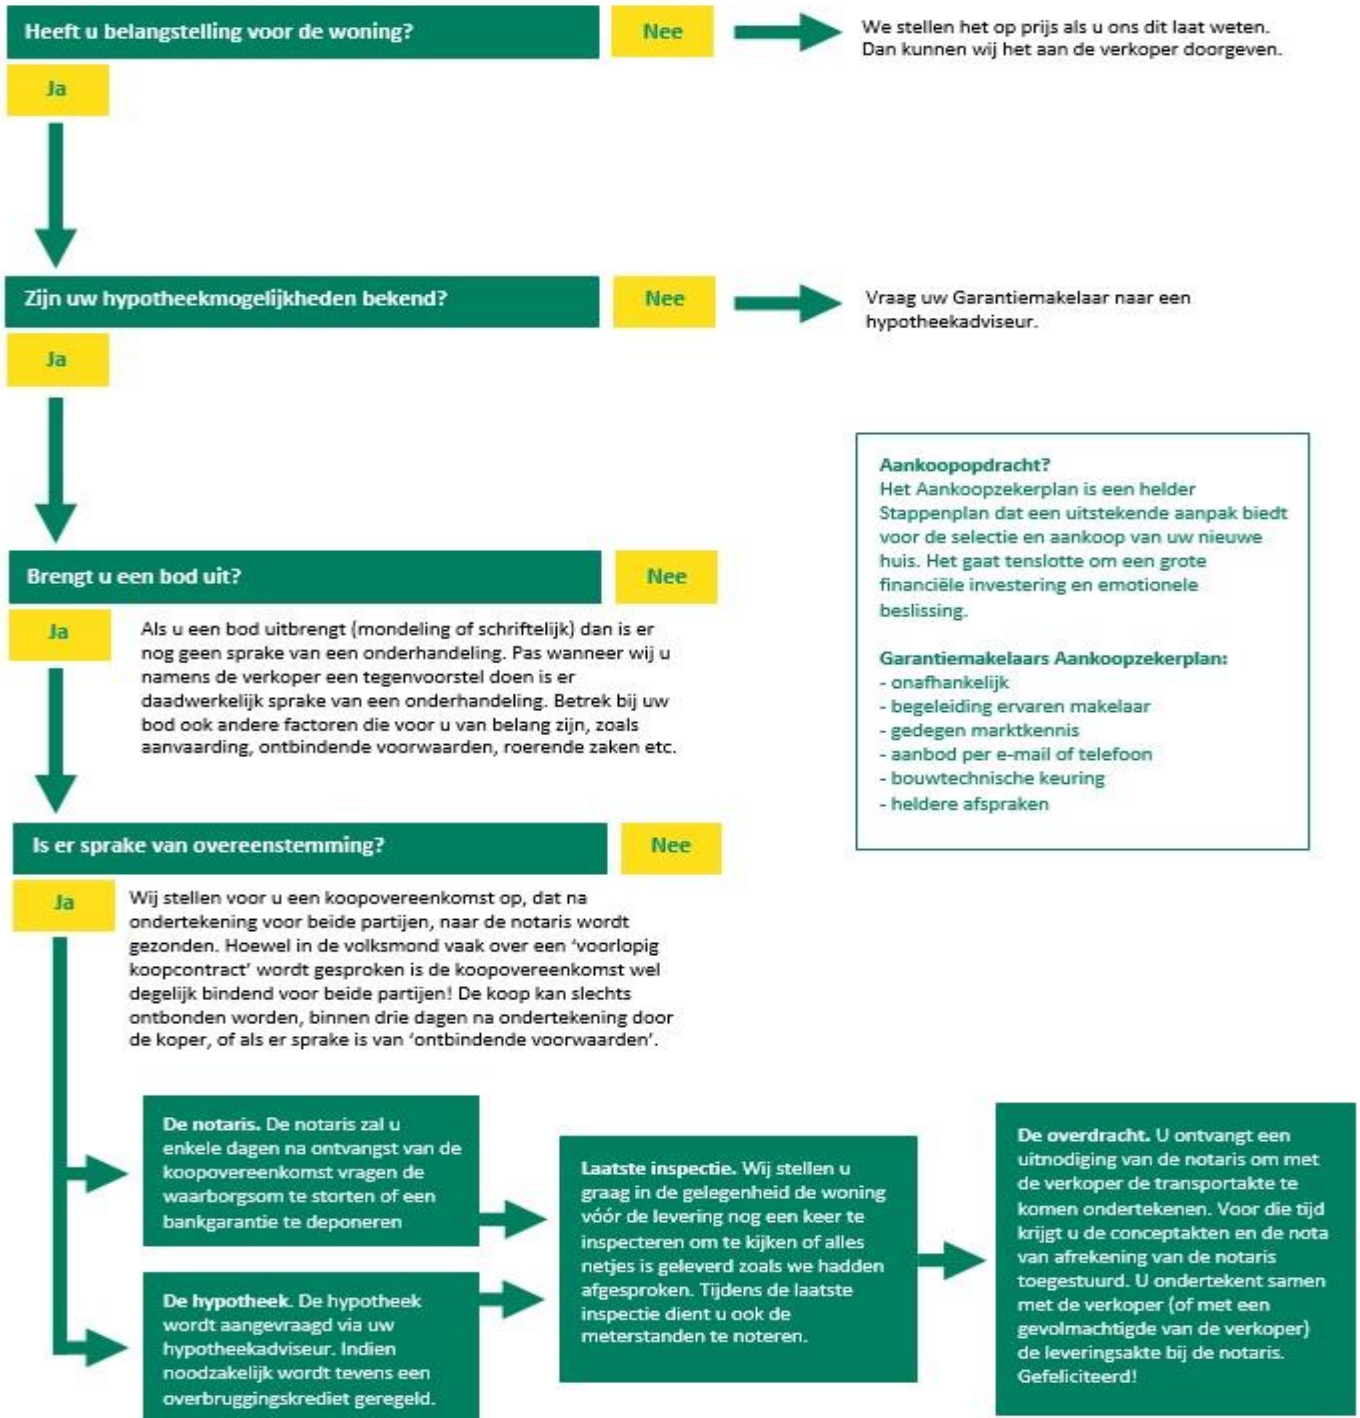 Heeft u belangstelling voor de woning?
Nee
We stellen het op prijs als u ons dit laat weten.
Dan kunnen wij het aan de verkoper doorgeven.
Ja
Zijn uw hypotheekmogelijkheden bekend?
Nee
Vraag uw Garantiemakelaar naar een
hypotheekadviseur.
Ja
Aankoopopdracht?
Het Aankoopzekerplan is een helder
Stappenplan dat een uitstekende aanpak biedt
voor de selectie en aankoop van uw nieuwe
huis. Het gaat tenslotte om een grote
financiële investering en emotionele
beslissing.
Garantiemakelaars Aankoopzekerplan:
- onafhankelijk
- begeleiding ervaren makelaar
- gedegen marktkennis
- aanbod per e-mail of telefoon
- bouwtechnische keuring
- heldere afspraken
Brengt u een bod uit?
Nee
Ja
Als u een bod uitbrengt (mondeling of schriftelijk) dan is er
nog geen sprake van een onderhandeling. Pas wanneer wij u
namens de verkoper een tegenvoorstel doen is er
daadwerkelijk sprake van een onderhandeling. Betrek bij uw
bod ook andere factoren die voor u van belang zijn, zoals
aanvaarding, ontbindende voorwaarden, roerende zaken etc.
Is er sprake van overeenstemming?
Nee
Ja
Wij stellen voor u een koopovereenkomst op, dat na
ondertekening voor beide partijen, naar de notaris wordt
gezonden. Hoewel in de volksmond vaak over een ‘voorlopig
koopcontract’ wordt gesproken is de koopovereenkomst wel
degelijk bindend voor beide partijen! De koop kan slechts
ontbonden worden, binnen drie dagen na ondertekening door
de koper, of als er sprake is van ‘ontbindende voorwaarden’.
De notaris. De notaris zal u
enkele dagen na ontvangst van de
koopovereenkomst vragen de
waarborgsom te storten of een
bankgarantie te deponeren
De hypotheek. De hypotheek
wordt aangevraagd via uw
hypotheekadviseur. Indien
noodzakelijk wordt tevens een
overbruggingskrediet geregeld.
Laatste inspectie. Wij stellen u
graag in de gelegenheid de woning
vóór de levering nog een keer te
inspecteren om te kijken of alles
netjes is geleverd zoals we hadden
afgesproken. Tijdens de laatste
inspectie dient u ook de
meterstanden te noteren.
De overdracht. U ontvangt een
uitnodiging van de notaris om met
de verkoper de transportakte te
komen ondertekenen. Voor die tijd
krijgt u de conceptakten en de nota
van afrekening van de notaris
toegestuurd. U ondertekent samen
met de verkoper (of met een
gevolmachtigde van de verkoper)
de leveringsakte bij de notaris.
Gefeliciteerd!